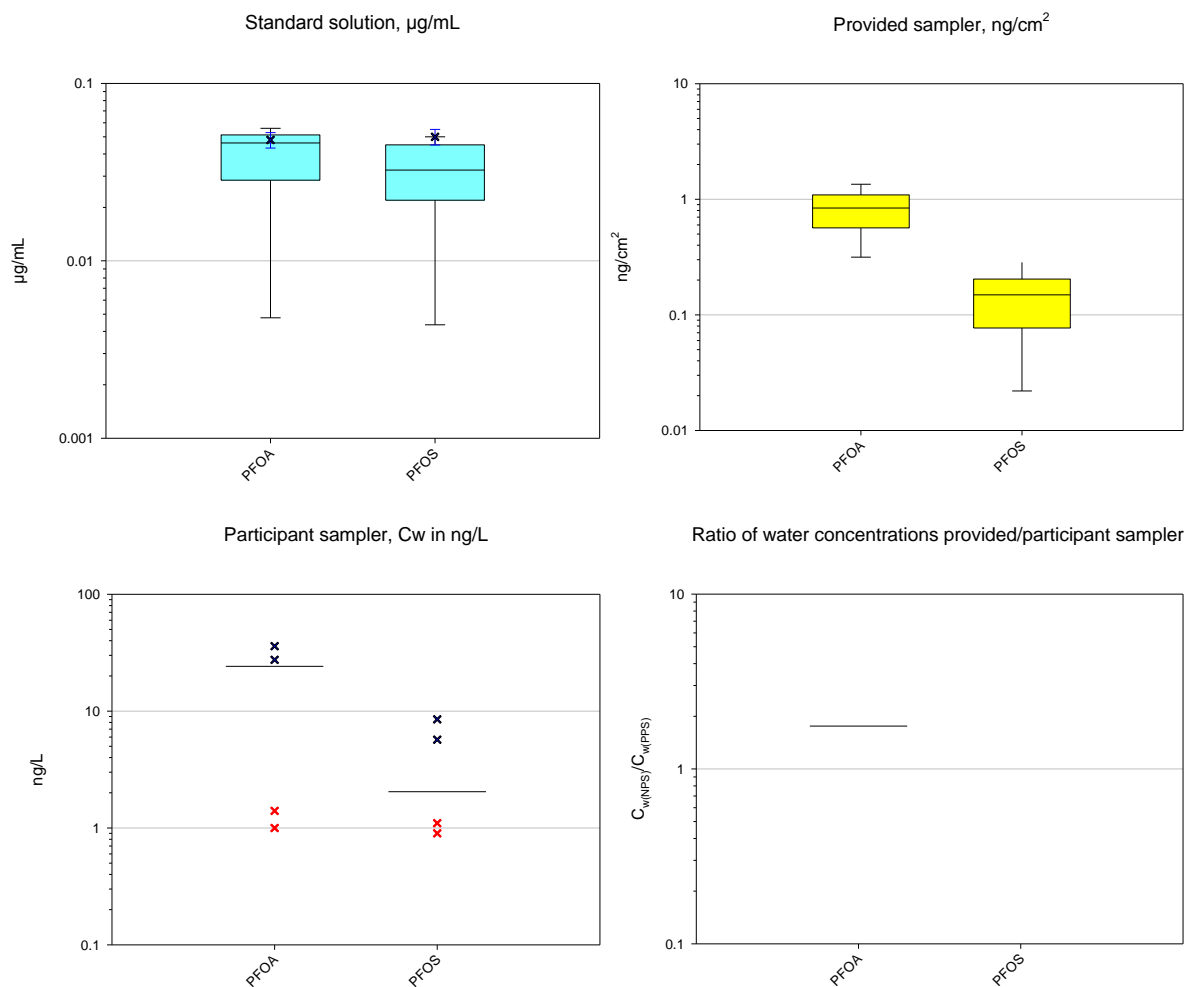 Standard solution, µg/mL
0.1
0.01
0.001
µg/mL
PFOA
PFOS
Provided sampler, ng/cm²
10
1
0.1
0.01
ng/cm²
PFOA
PFOS
Participant sampler, Cw in ng/L
100
10
1
0.1
ng/L
PFOA
PFOS
Ratio of water concentrations provided/participant sampler
10
1
0.1
Cw(NPS)/Cw(PPS)
PFOA
PFOS